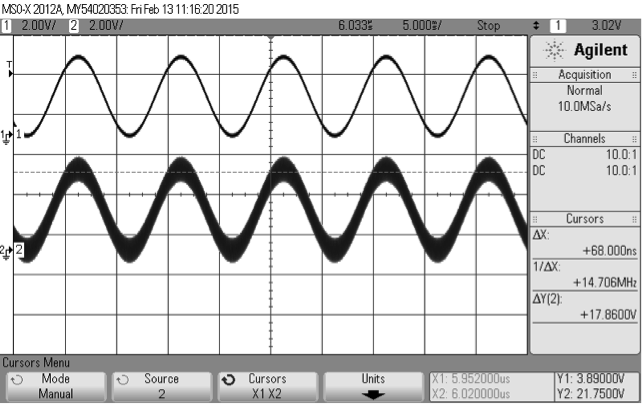 MSO-X 2012A, MY54020353: Fri Feb 13 11:16:20 2015
1 2.00V/ 2 2.00V/ 6.033s 5.000s/ Stop 1 3.02V
Agilent
Acquisition
Normal
10.0MSa/s
Channels
DC 10.0:1
DC 10.0:1
Cursors
ΔX:
+68.000ns
1/ΔX:
+14.706MHz
ΔY(2):
+17.8600V
T
1 1
2 2
Cursors Menu
Mode
Manual
Source
2
Cursors
X1 X2
Units
X1: 5.952000us
X2: 6.020000us
Y1: 3.89000V
Y2: 21.7500V